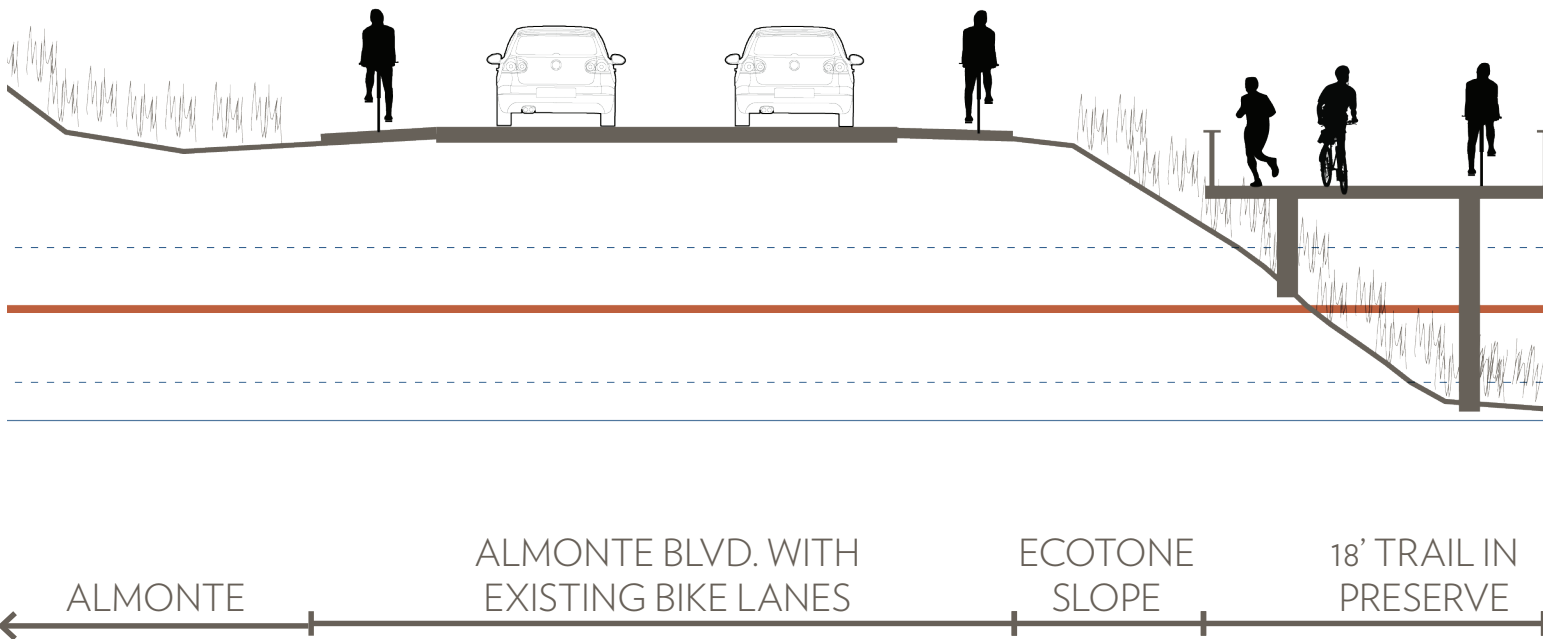 ALMONTE
ALMONTE BLVD. WITH
EXISTING BIKE LANES
ECOTONE
SLOPE
18’ TRAIL IN
PRESERVE